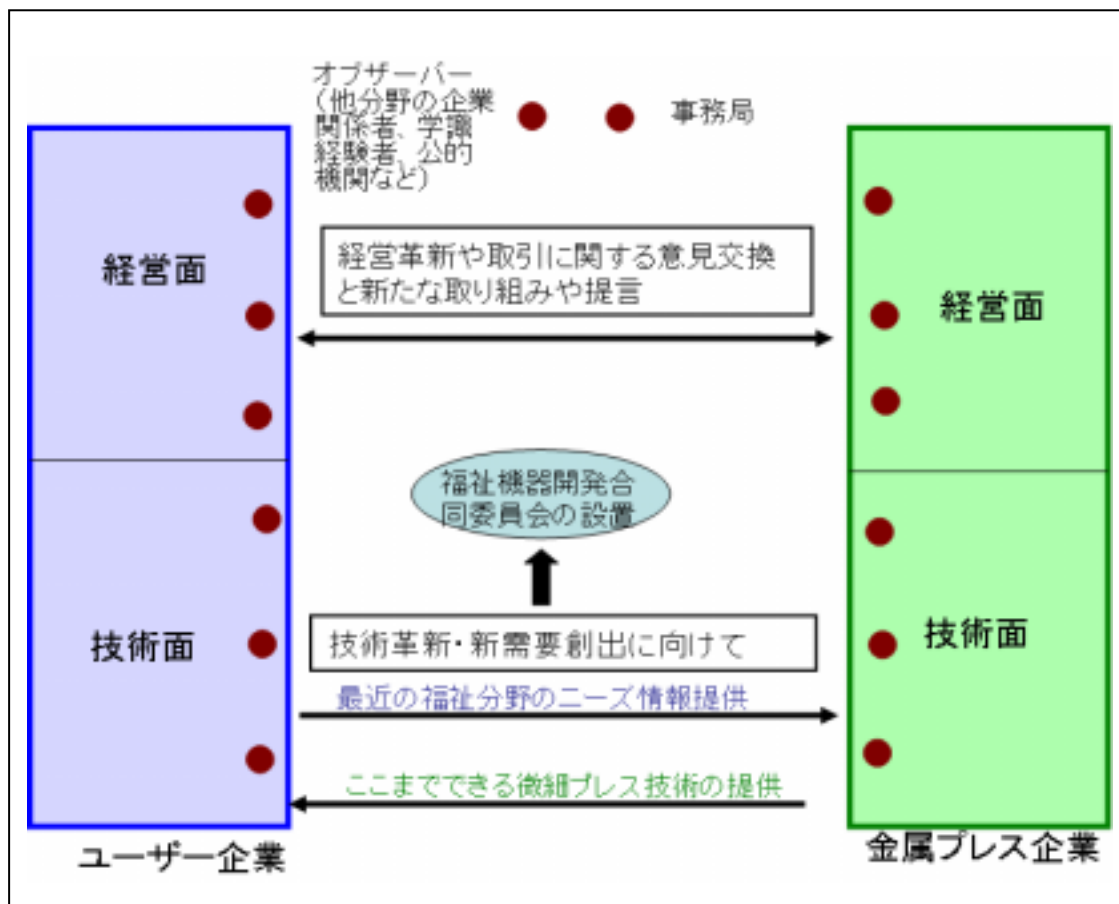 オブザーバー
(他分野の企業
関係者、学識
経験者、公的
機関など)
事務局
経営面
経営革新や取引に関する意見交換
と新たな取り組みや提言
経営面
福祉機器開発合
同委員会の設置
技術面
技術革新・新需要創出に向けて
技術面
最近の福祉分野のニーズ情報提供
ここまでできる微細プレス技術の提供
ユーザー企業
金属プレス企業